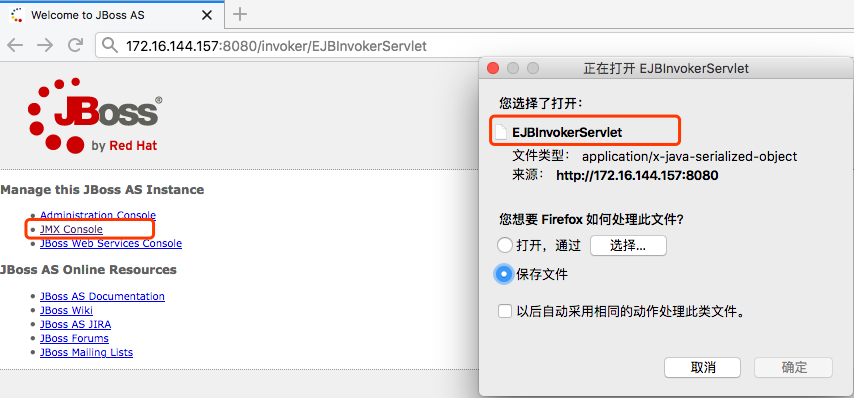 Welcome to JBoss AS
172.16.144.157:8080/invoker/EJBInvokerServlet
JBoss®
by Red Hat
Manage this JBoss AS Instance
Administration Console
JMX Console
JBoss Web Services Console
JBoss AS Online Resources
JBoss AS Documentation
JBoss Wiki
JBoss AS JIRA
JBoss Forums
JBoss Mailing Lists
正在打开 EJBInvokerServlet
您选择了打开：
EJBInvokerServlet
文件类型： application/x-java-serialized-object
来源： http://172.16.144.157:8080
您想要 Firefox 如何处理此文件?
打开，通过 选择...
保存文件
以后自动采用相同的动作处理此类文件。
取消 确定